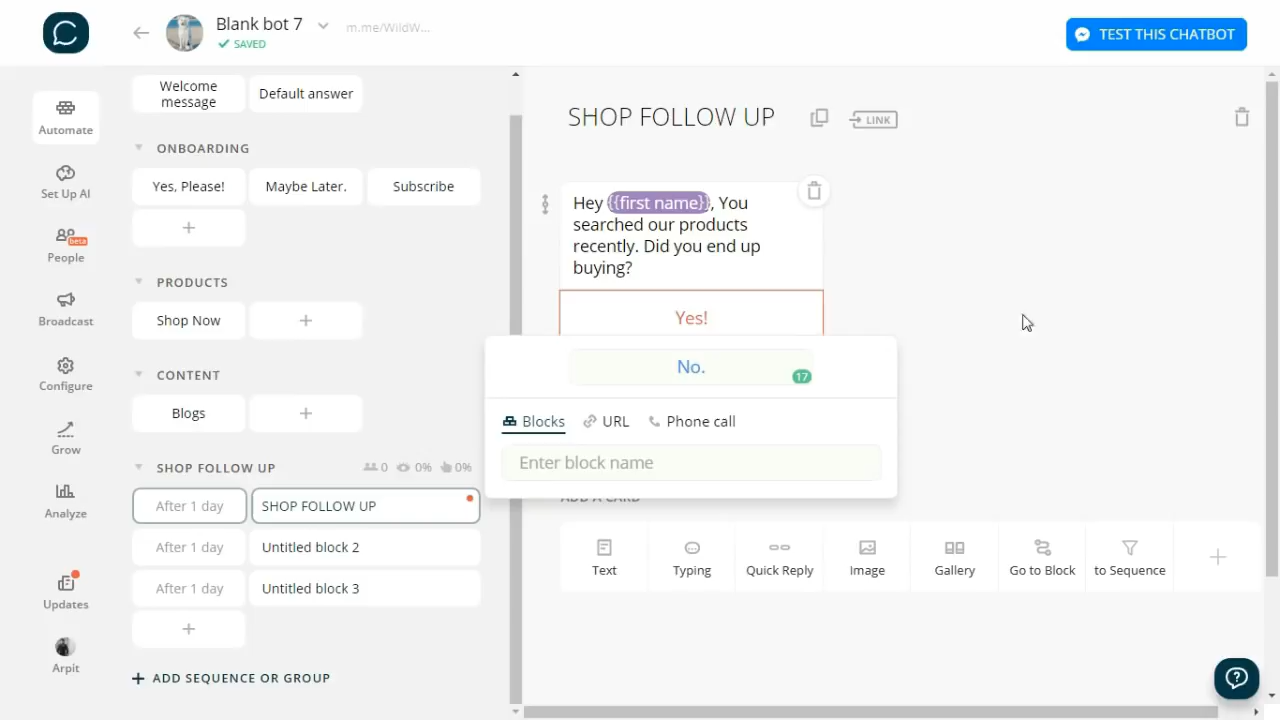 Blank bot 7
m.me/WildW...
SAVED
TEST THIS CHATBOT
Automate
Set Up AI
People
beta
Broadcast
Configure
Grow
Analyze
Updates
Arpit
Welcome
message
Default answer
ONBOARDING
Yes, Please!
Maybe Later.
Subscribe
+
PRODUCTS
Shop Now
+
CONTENT
Blogs
+
SHOP FOLLOW UP
0
0%
0%
After 1 day
SHOP FOLLOW UP
After 1 day
Untitled block 2
After 1 day
Untitled block 3
+
+ ADD SEQUENCE OR GROUP
SHOP FOLLOW UP
LINK
Hey {{first name}}, You
searched our products
recently. Did you end up
buying?
Yes!
No.
17
Blocks
URL
Phone call
Enter block name
ADD A CARD
Text
Typing
Quick Reply
Image
Gallery
Go to Block
to Sequence
+
?